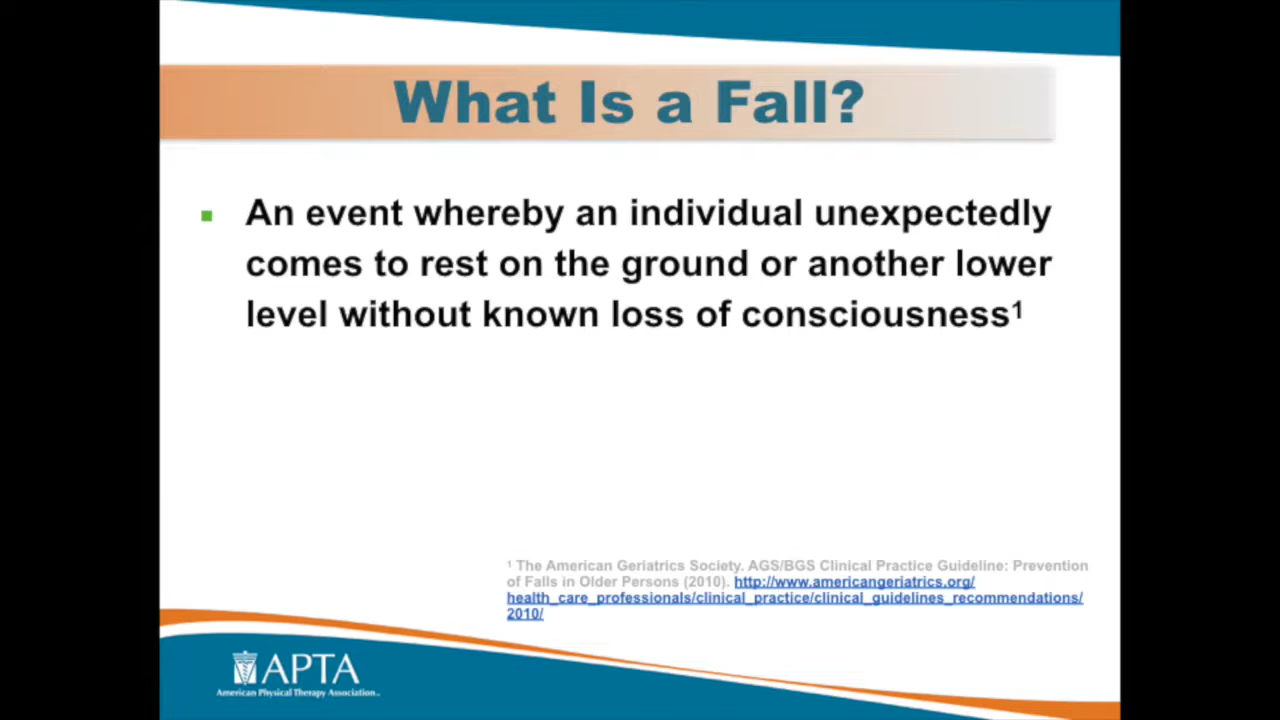 What Is a Fall?
▪ An event whereby an individual unexpectedly
comes to rest on the ground or another lower
level without known loss of consciousness¹
¹ The American Geriatrics Society. AGS/BGS Clinical Practice Guideline: Prevention
of Falls in Older Persons (2010). http://www.americangeriatrics.org/
health_care_professionals/clinical_practice/clinical_guidelines_recommendations/
2010/
APTA
American Physical Therapy Association..